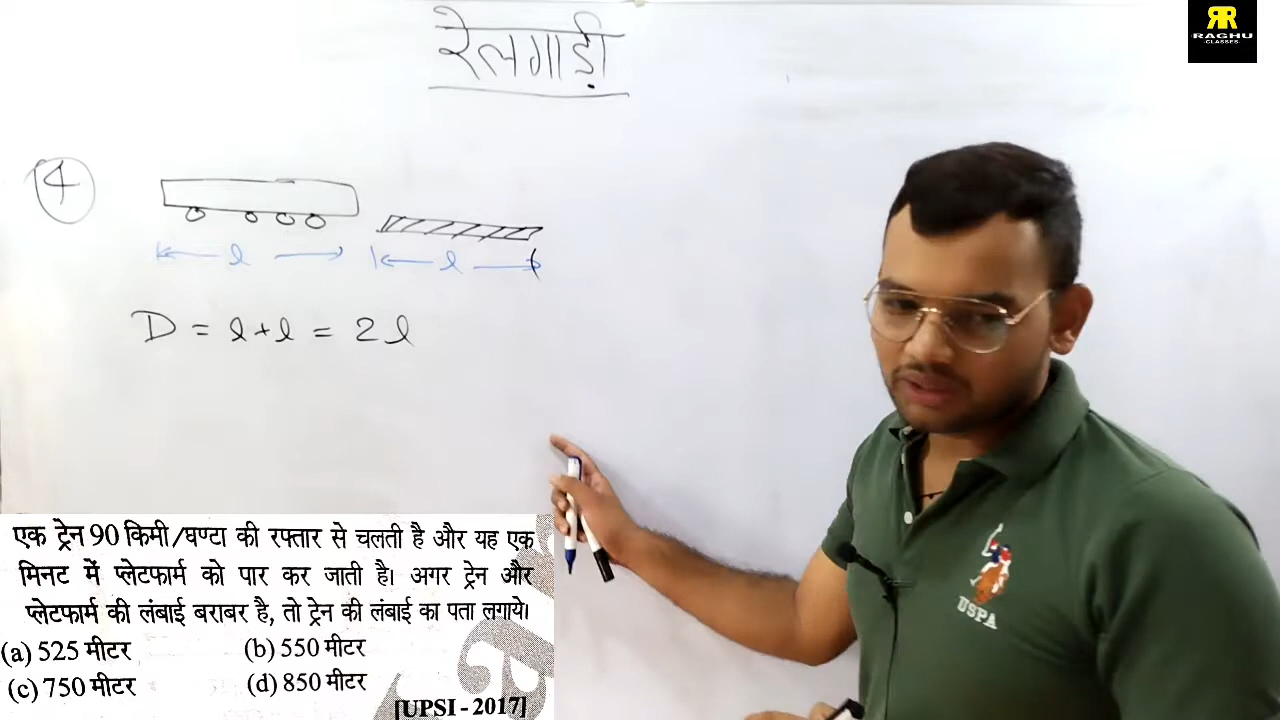 RR
RAGHU
-CLASSES-
रेलगाडी़
4
l l
D = l + l = 2l
एक ट्रेन 90 किमी/घण्टा की रफ्तार से चलती है और यह एक
मिनट में प्लेटफार्म को पार कर जाती है। अगर ट्रेन और
प्लेटफार्म की लंबाई बराबर है, तो ट्रेन की लंबाई का पता लगाये।
(a) 525 मीटर (b) 550 मीटर
(c) 750 मीटर (d) 850 मीटर
[UPSI - 2017]
USPA